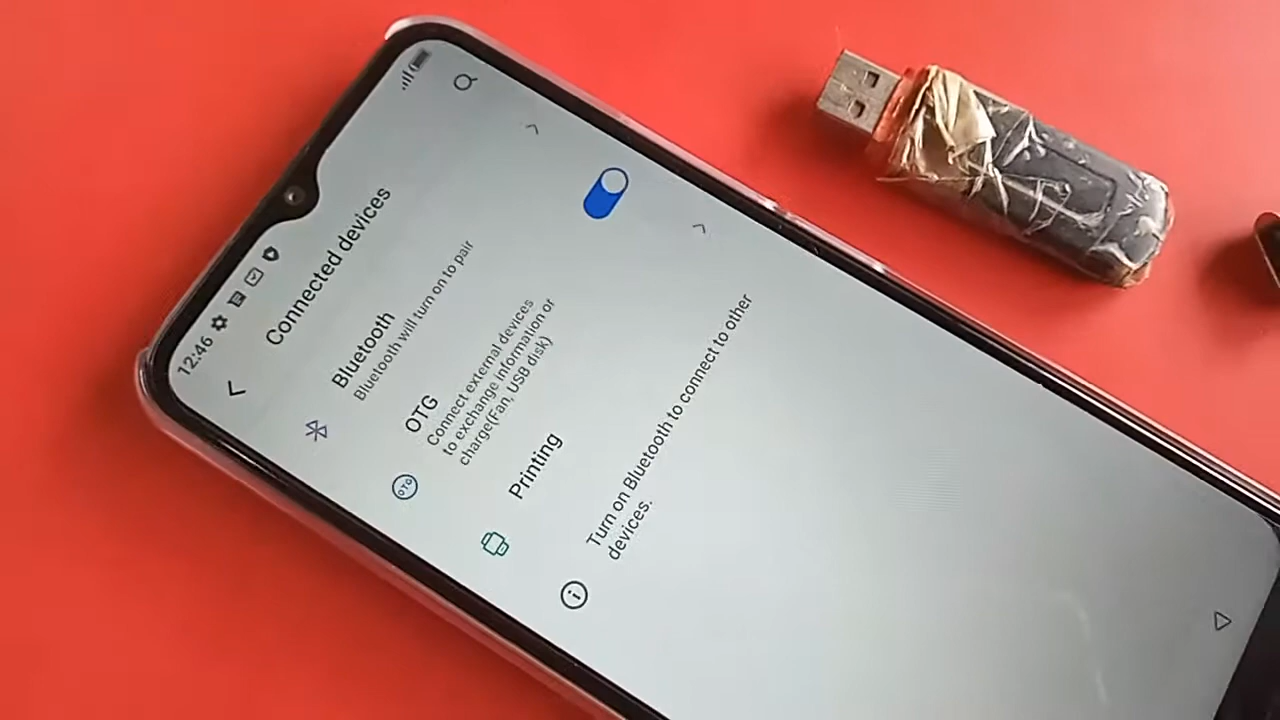 12:46
Connected devices
Bluetooth
Bluetooth will turn on to pair
OTG
Connect external devices
to exchange information or
charge(Fan, USB disk)
OTG
Printing
Turn on Bluetooth to connect to other
devices.